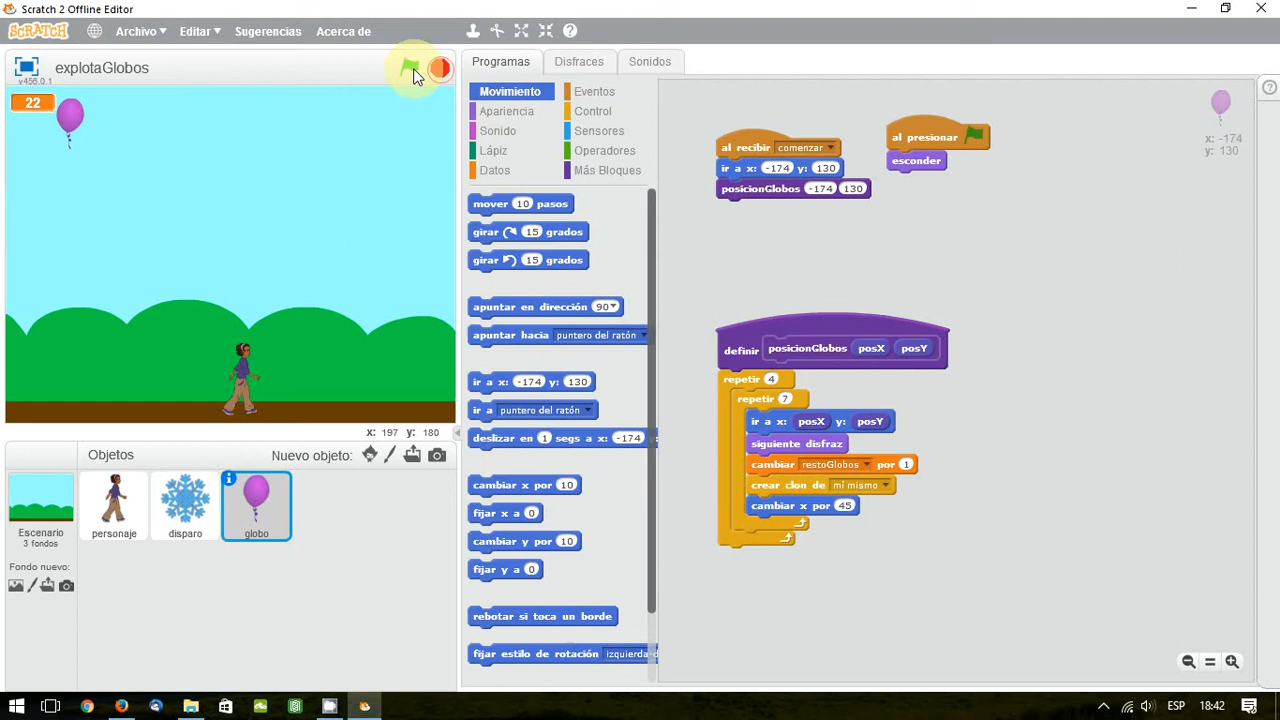 Scratch 2 Offline Editor
SCRATCH Archivo Editar Sugerencias Acerca de
v456.0.1 explotaGlobos
22
x: 197 y: 180
Objetos Nuevo objeto:
Escenario
3 fondos
personaje
disparo
globo
Fondo nuevo:
Programas Disfraces Sonidos
Movimiento Eventos
Apariencia Control
Sonido Sensores
Lápiz Operadores
Datos Más Bloques
mover 10 pasos
girar 15 grados
girar 15 grados
apuntar en dirección 90
apuntar hacia puntero del ratón
ir a x: -174 y: 130
ir a puntero del ratón
deslizar en 1 segs a x: -174
cambiar x por 10
fijar x a 0
cambiar y por 10
fijar y a 0
rebotar si toca un borde
fijar estilo de rotación
al recibir comenzar
ir a x: -174 y: 130
posicionGlobos -174 130
al presionar
esconder
x: -174
y: 130
definir posicionGlobos posX posY
repetir 4
repetir 7
ir a x: posX y: posY
siguiente disfraz
cambiar restoGlobos por 1
crear clon de mí mismo
cambiar x por 45
ESP 18:42